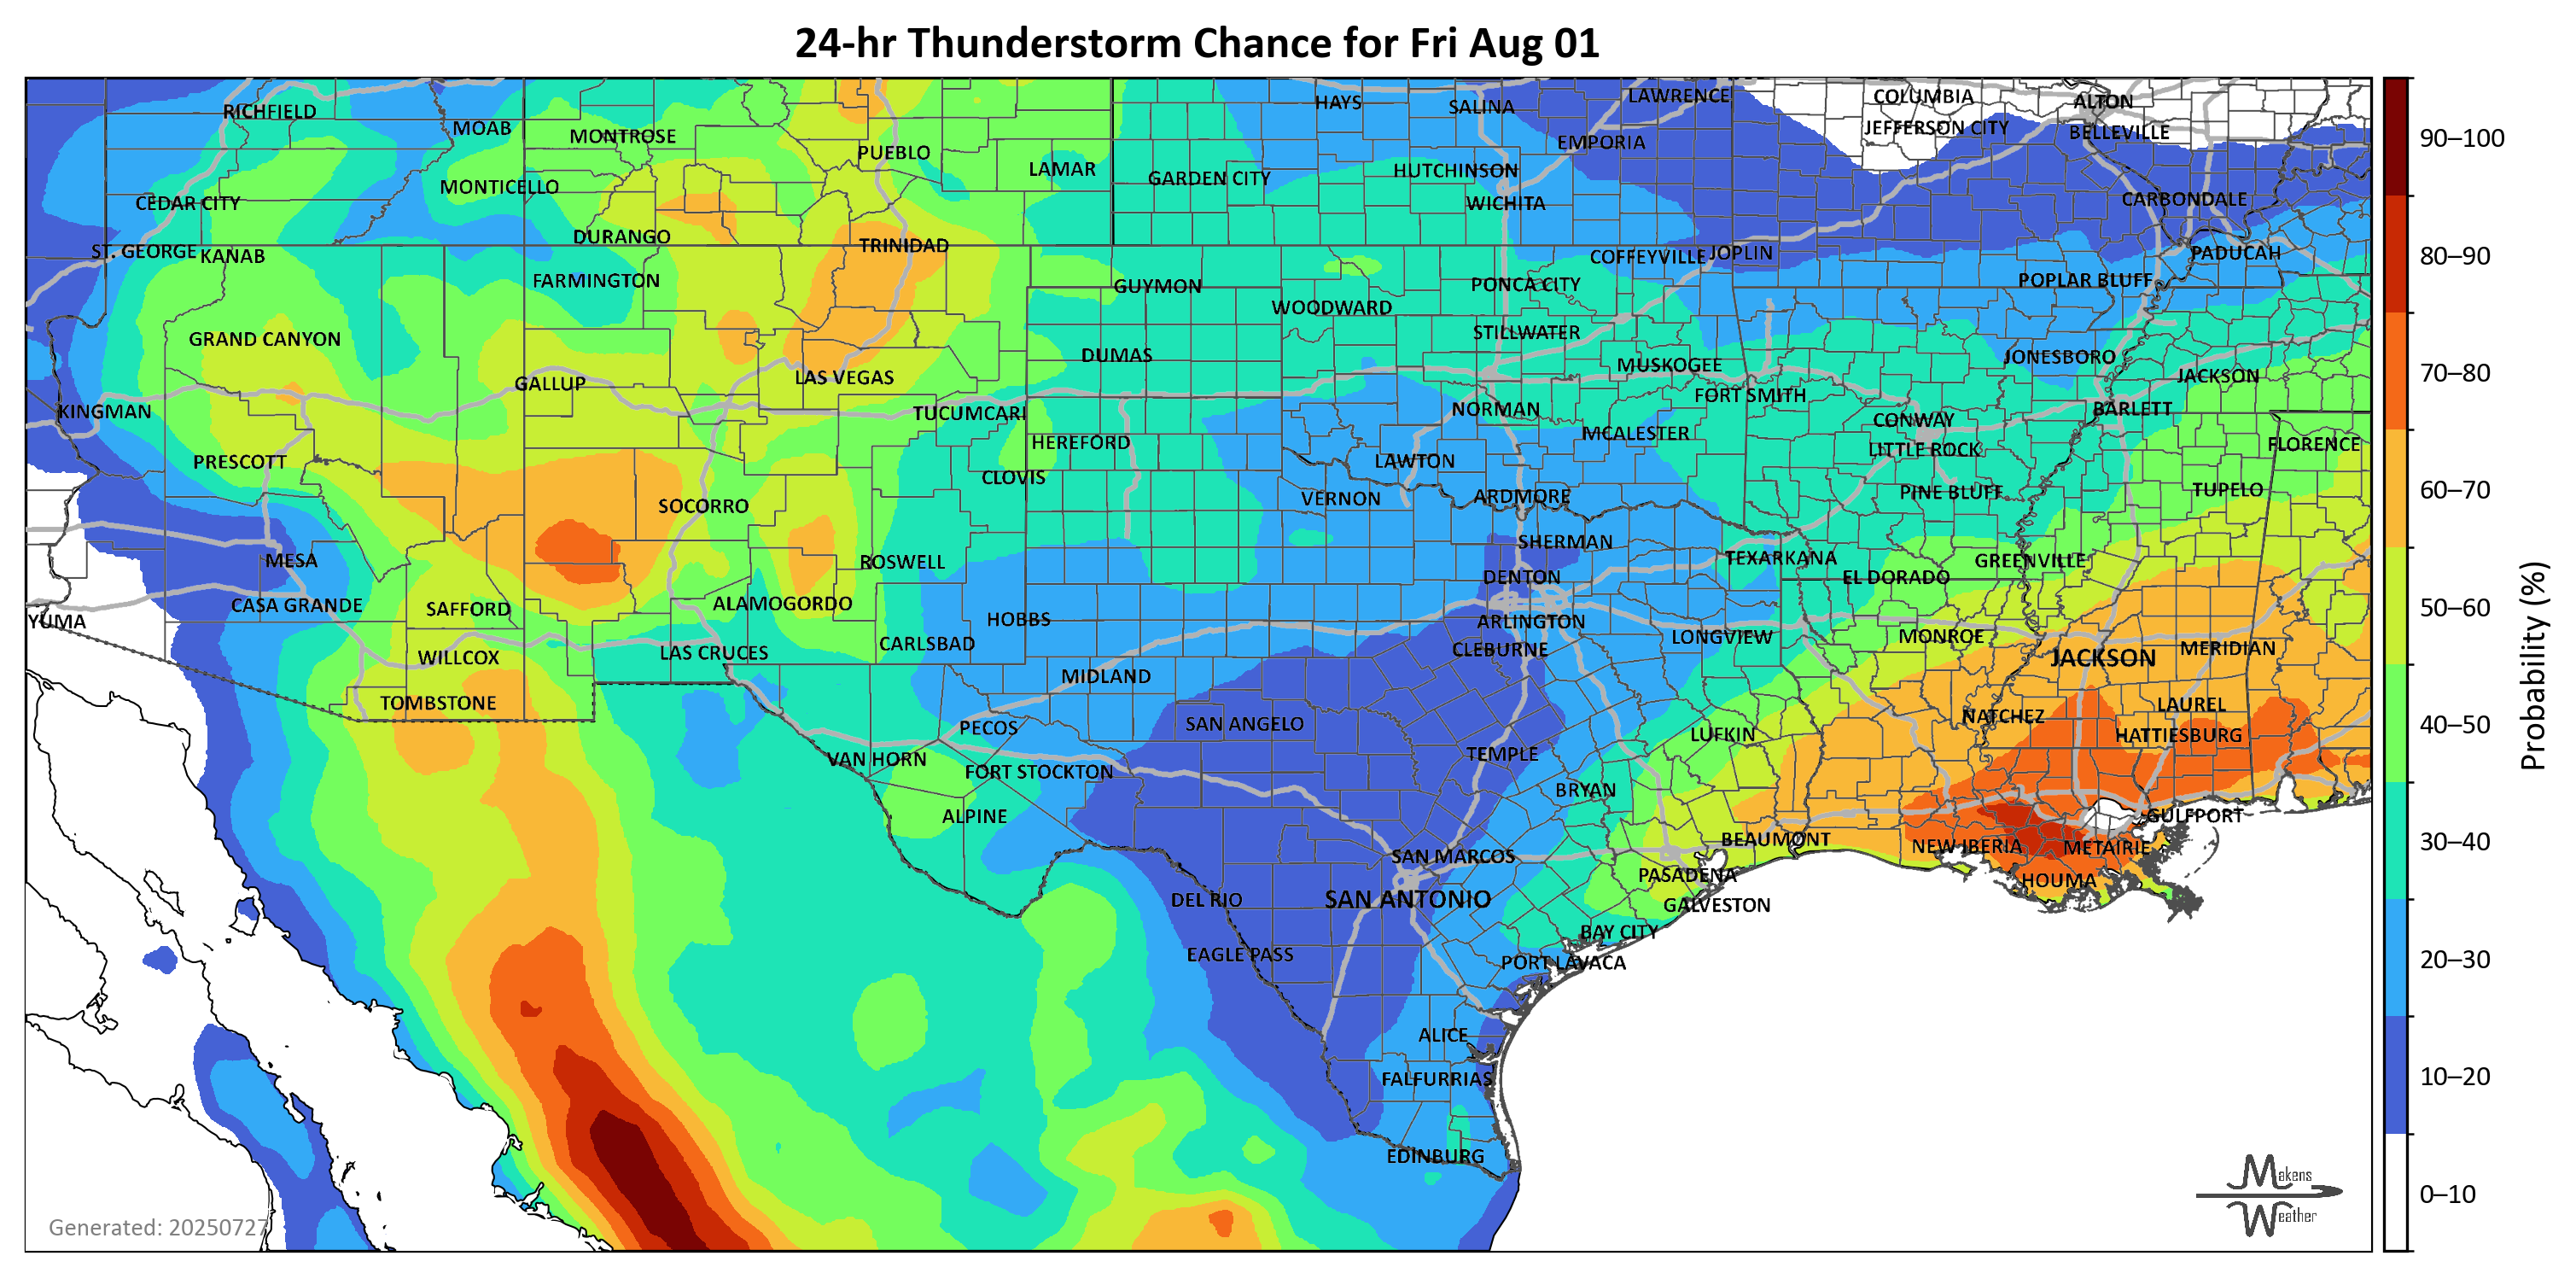 24-hr Thunderstorm Chance for Fri Aug 01
RICHFIELD
MOAB
MONTROSE
PUEBLO
LAMAR
HAYS
SALINA
LAWRENCE
COLUMBIA
ALTON
JEFFERSON CITY
BELLEVILLE
EMPORIA
HUTCHINSON
GARDEN CITY
MONTICELLO
CEDAR CITY
WICHITA
CARBONDALE
DURANGO
TRINIDAD
ST. GEORGE
KANAB
COFFEYVILLE
JOPLIN
PADUCAH
FARMINGTON
GUYMON
PONCA CITY
POPLAR BLUFF
WOODWARD
GRAND CANYON
STILLWATER
DUMAS
MUSKOGEE
JONESBORO
GALLUP
LAS VEGAS
JACKSON
FORT SMITH
KINGMAN
TUCUMCARI
NORMAN
BARLETT
CONWAY
HEREFORD
MCALESTER
LITTLE ROCK
FLORENCE
PRESCOTT
LAWTON
CLOVIS
VERNON
ARDMORE
PINE BLUFF
TUPELO
SOCORRO
SHERMAN
MESA
ROSWELL
TEXARKANA
GREENVILLE
DENTON
EL DORADO
CASA GRANDE
SAFFORD
ALAMOGORDO
YUMA
HOBBS
ARLINGTON
LONGVIEW
MONROE
WILLCOX
LAS CRUCES
CARLSBAD
CLEBURNE
JACKSON
MERIDIAN
MIDLAND
TOMBSTONE
PECOS
SAN ANGELO
NATCHEZ
LAUREL
LUFKIN
HATTIESBURG
VAN HORN
FORT STOCKTON
TEMPLE
BRYAN
ALPINE
GULFPORT
BEAUMONT
NEW IBERIA
METAIRIE
SAN MARCOS
PASADENA
HOUMA
DEL RIO
SAN ANTONIO
GALVESTON
BAY CITY
EAGLE PASS
PORT LAVACA
ALICE
FALFURRIAS
EDINBURG
Generated: 20250727
Makens
Weather
90–100
80–90
70–80
60–70
50–60
40–50
30–40
20–30
10–20
0–10
Probability (%)